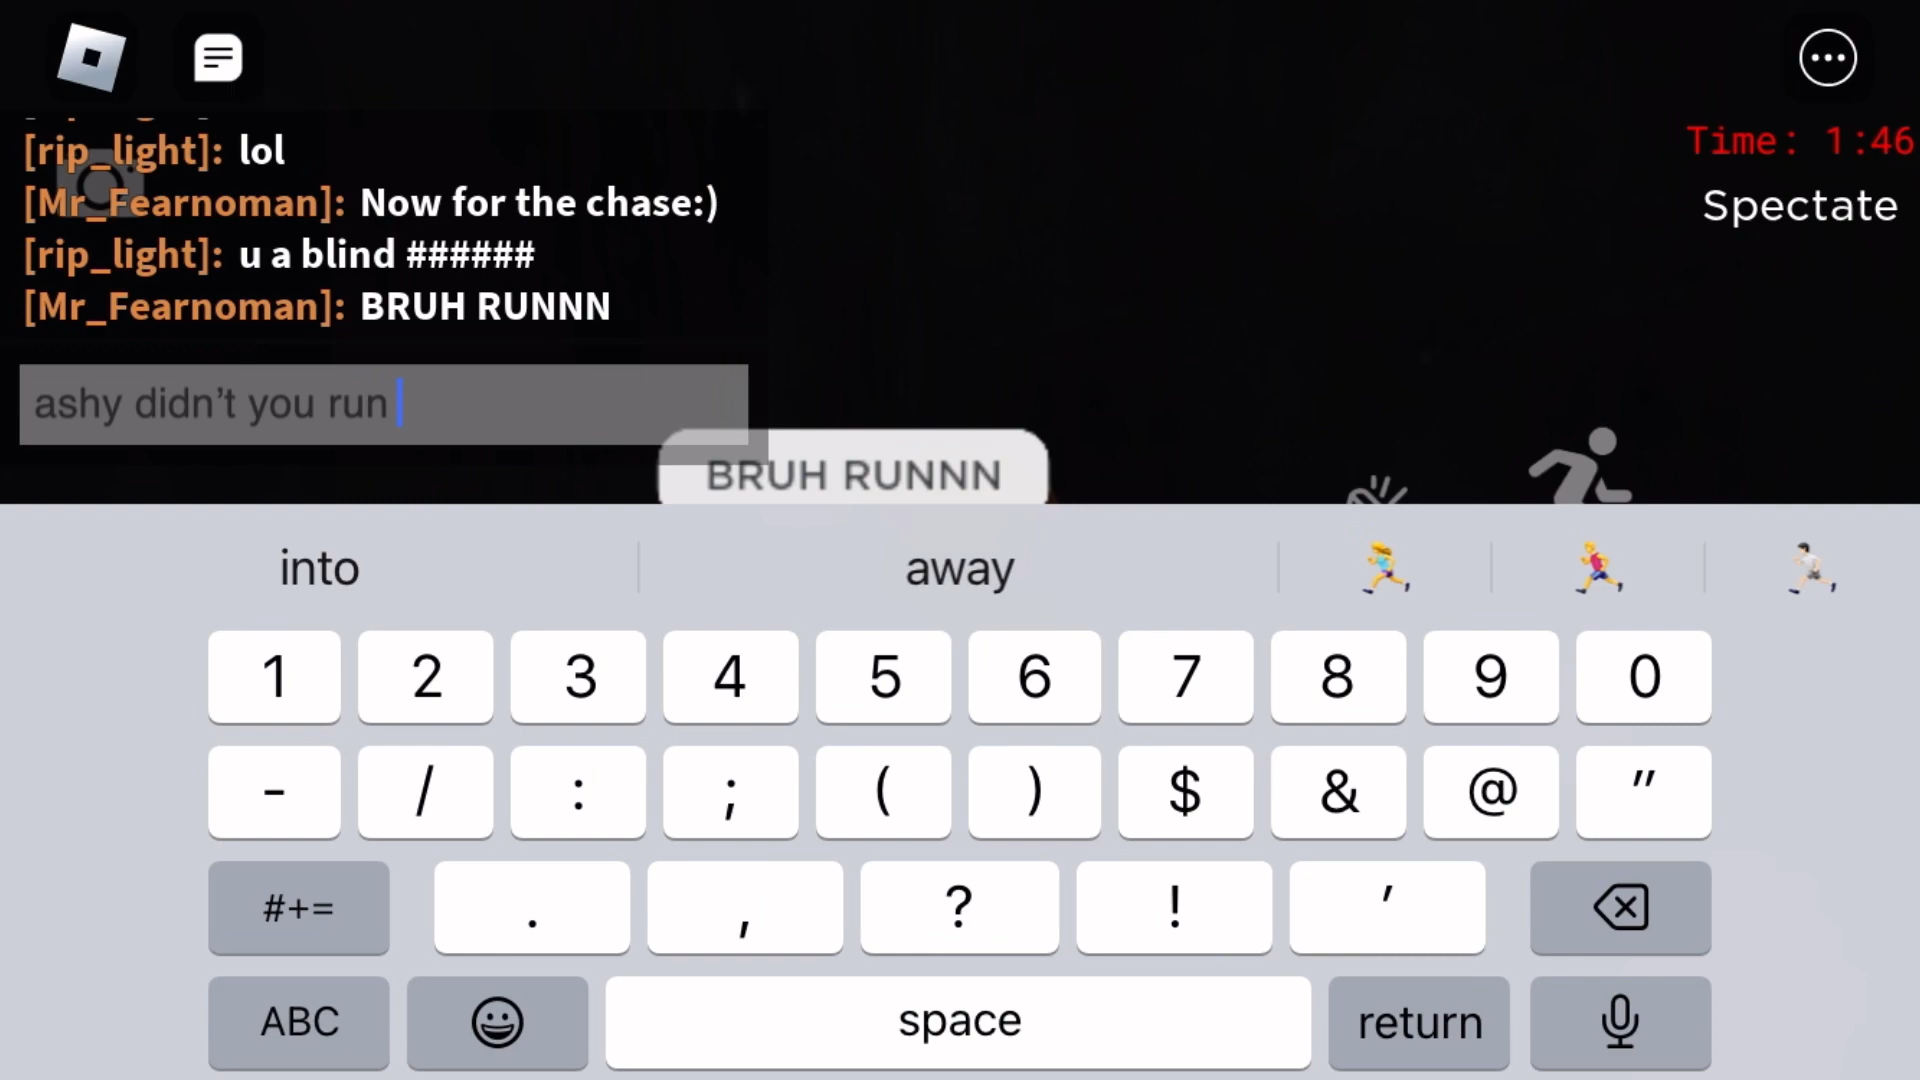 [rip_light]: lol
Time: 1:46
[Mr_Fearnoman]: Now for the chase:)
Spectate
[rip_light]: u a blind ######
[Mr_Fearnoman]: BRUH RUNNN
ashy didn’t you run
BRUH RUNNN
into away
1 2 3 4 5 6 7 8 9 0
- / : ; ( ) $ & @ "
#+= . , ? ! '
ABC space return